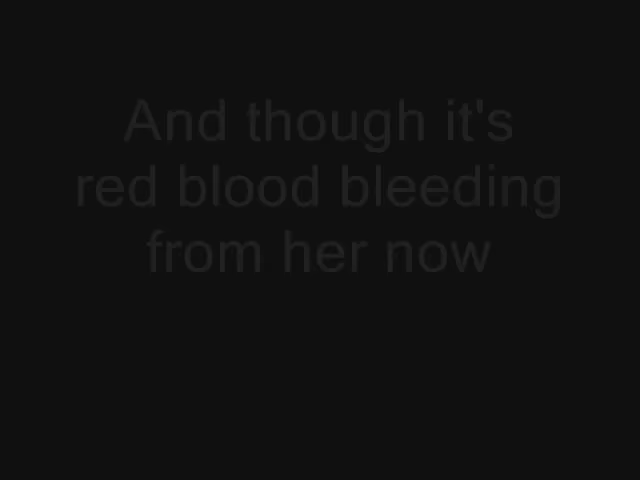 And though it's
red blood bleeding
from her now